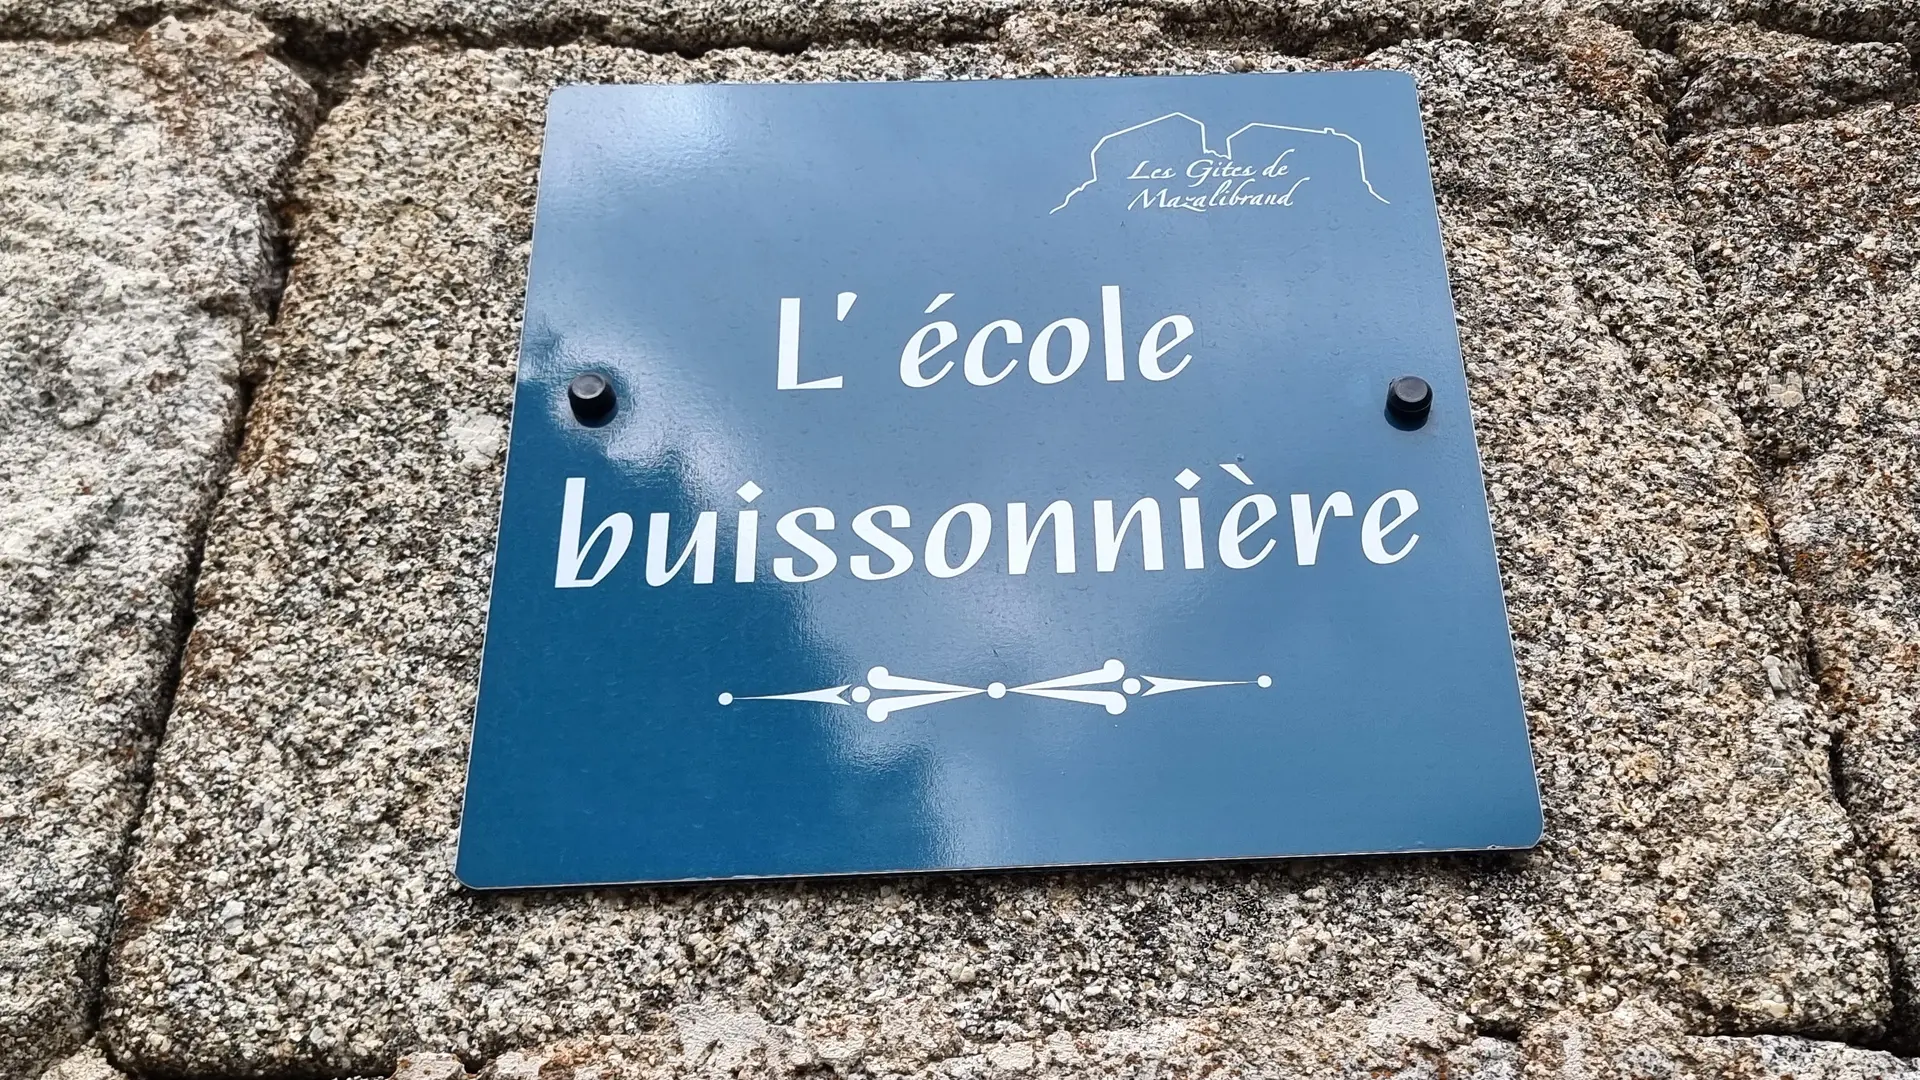 Les Gîtes de
Mazalibrand
L' école
buissonnière